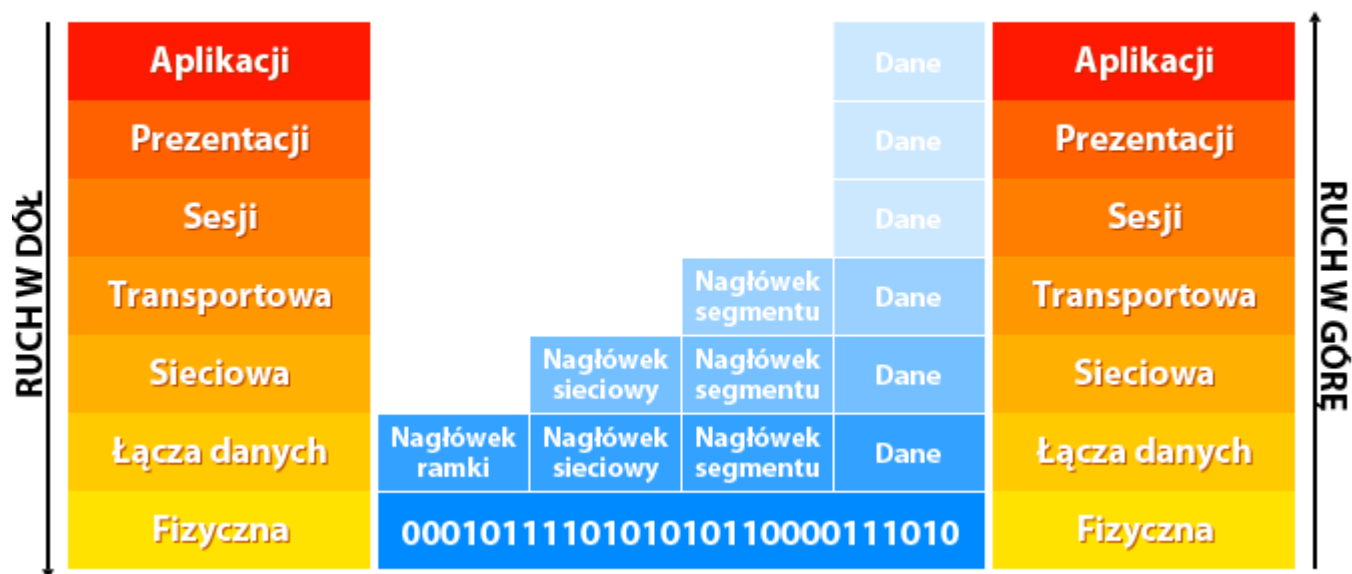 RUCH W DÓŁ
Aplikacji
Dane
Aplikacji
Prezentacji
Dane
Prezentacji
Sesji
Dane
Sesji
Transportowa
Nagłówek
segmentu
Dane
Transportowa
Sieciowa
Nagłówek
sieciowy
Nagłówek
segmentu
Dane
Sieciowa
Łącza danych
Nagłówek
ramki
Nagłówek
sieciowy
Nagłówek
segmentu
Dane
Łącza danych
Fizyczna
0001011110101010110000111010
Fizyczna
RUCH W GÓRĘ